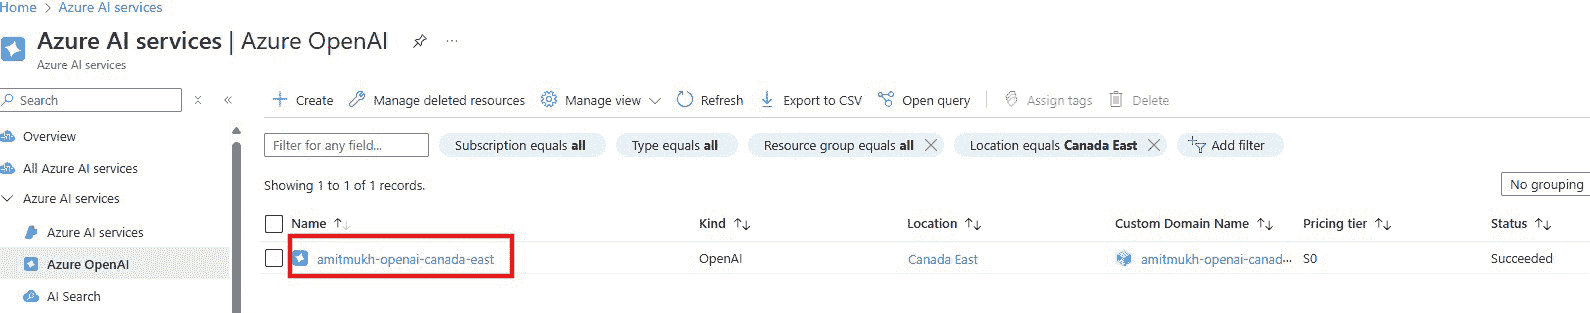 Home > Azure AI services
Azure AI services | Azure OpenAI ...
Azure AI services
Search
Create Manage deleted resources Manage view Refresh Export to CSV Open query Assign tags Delete
Overview
All Azure AI services
Azure AI services
Azure AI services
Azure OpenAI
AI Search
Filter for any field... Subscription equals all Type equals all Resource group equals all Location equals Canada East Add filter
Showing 1 to 1 of 1 records.
No grouping
Name Kind Location Custom Domain Name Pricing tier Status
amitmukh-openai-canada-east OpenAI Canada East amitmukh-openai-canad... S0 Succeeded